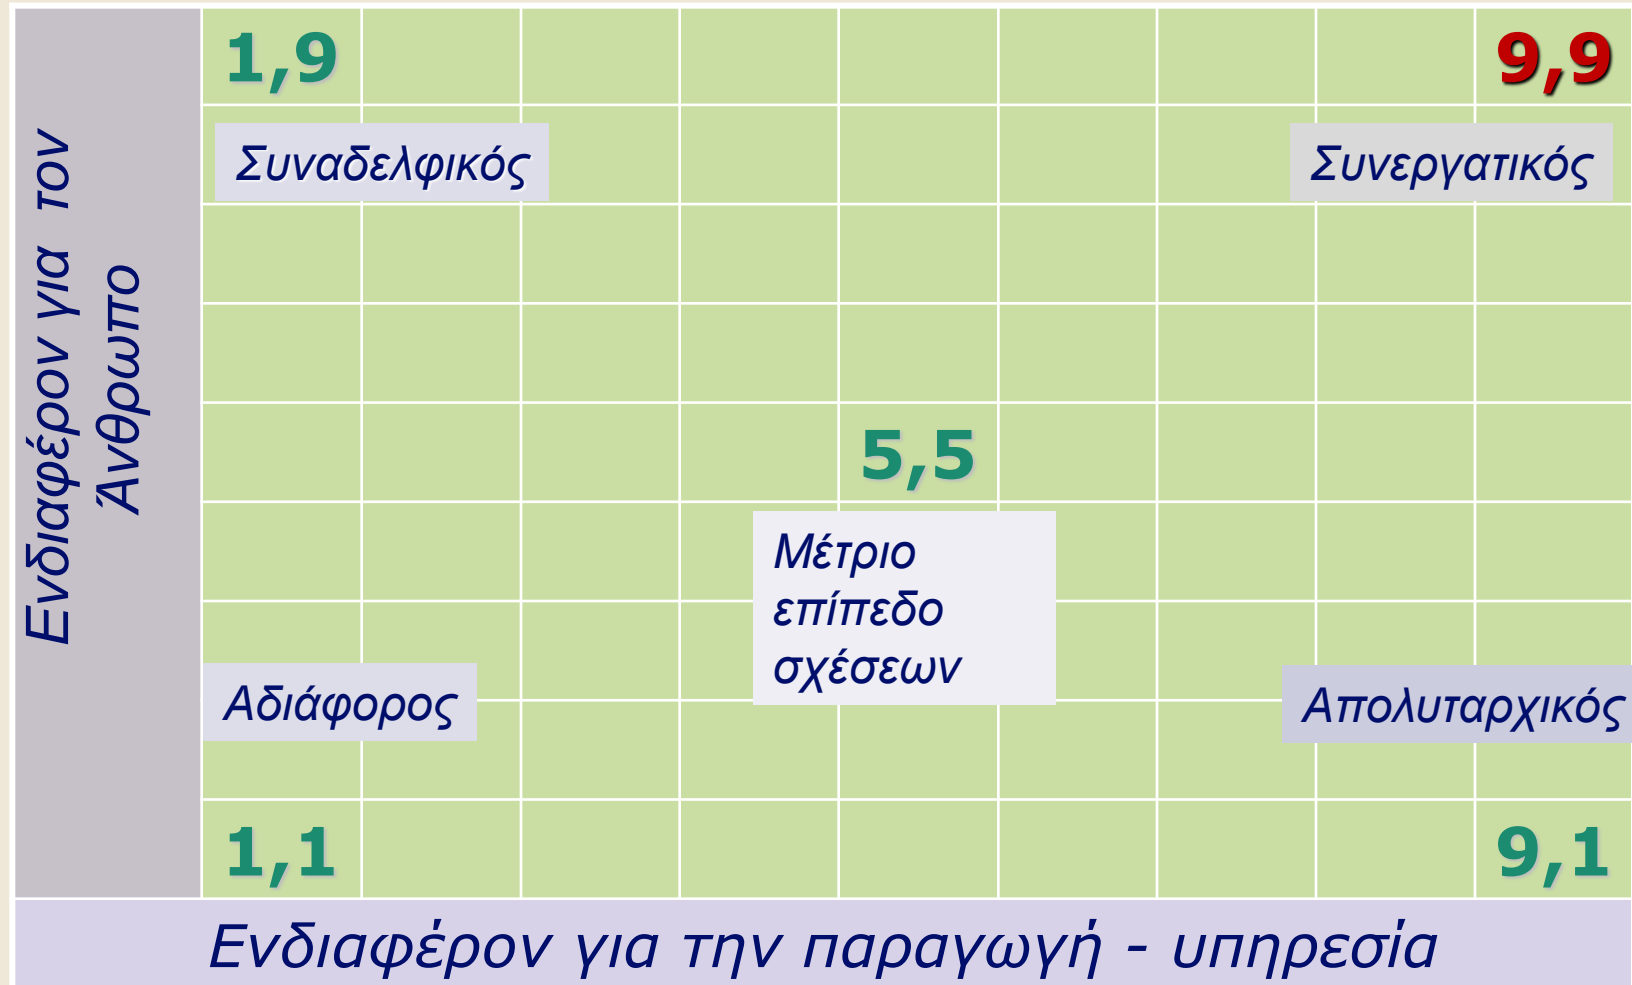 Ενδιαφέρον για τον
Άνθρωπο
1,9
9,9
Συναδελφικός
Συνεργατικός
5,5
Μέτριο
επίπεδο
σχέσεων
Αδιάφορος
Απολυταρχικός
1,1
9,1
Ενδιαφέρον για την παραγωγή - υπηρεσία